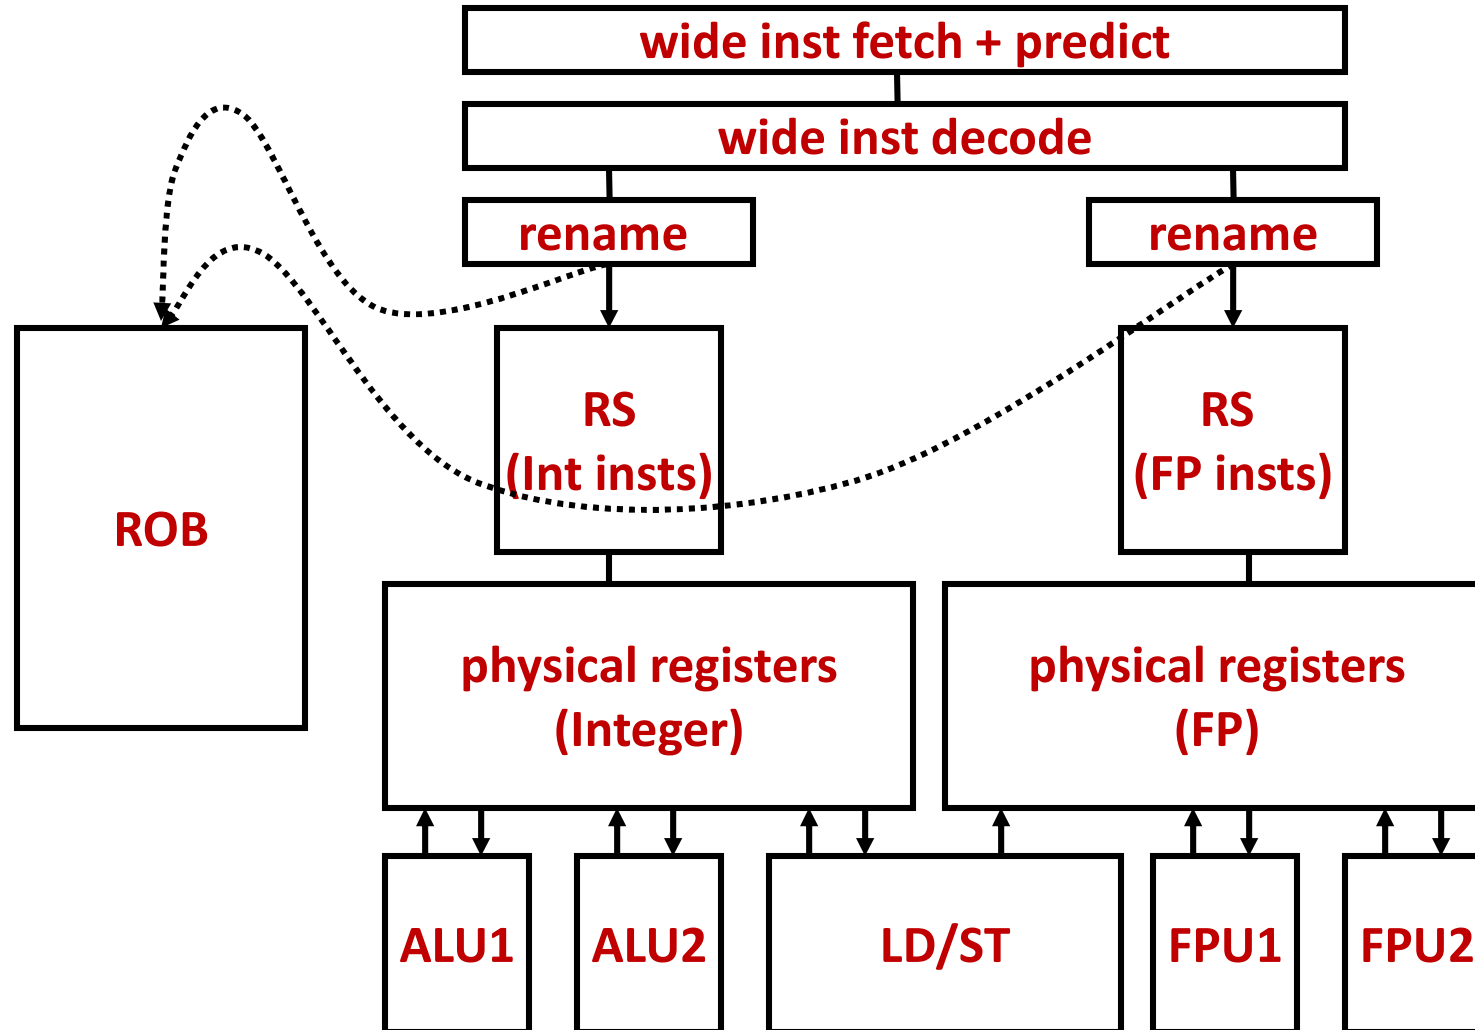 wide inst fetch + predict
wide inst decode
rename
rename
RS
(Int insts)
RS
(FP insts)
ROB
physical registers
(Integer)
physical registers
(FP)
ALU1
ALU2
LD/ST
FPU1
FPU2